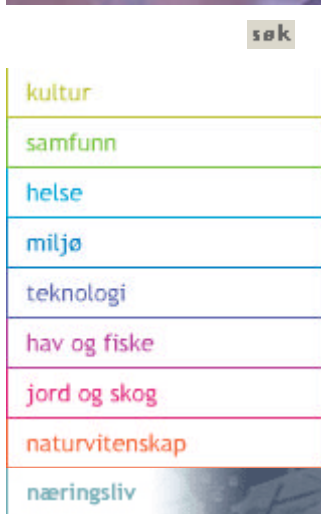 søk
kultur
samfunn
helse
miljø
teknologi
hav og fiske
jord og skog
naturvitenskap
næringsliv